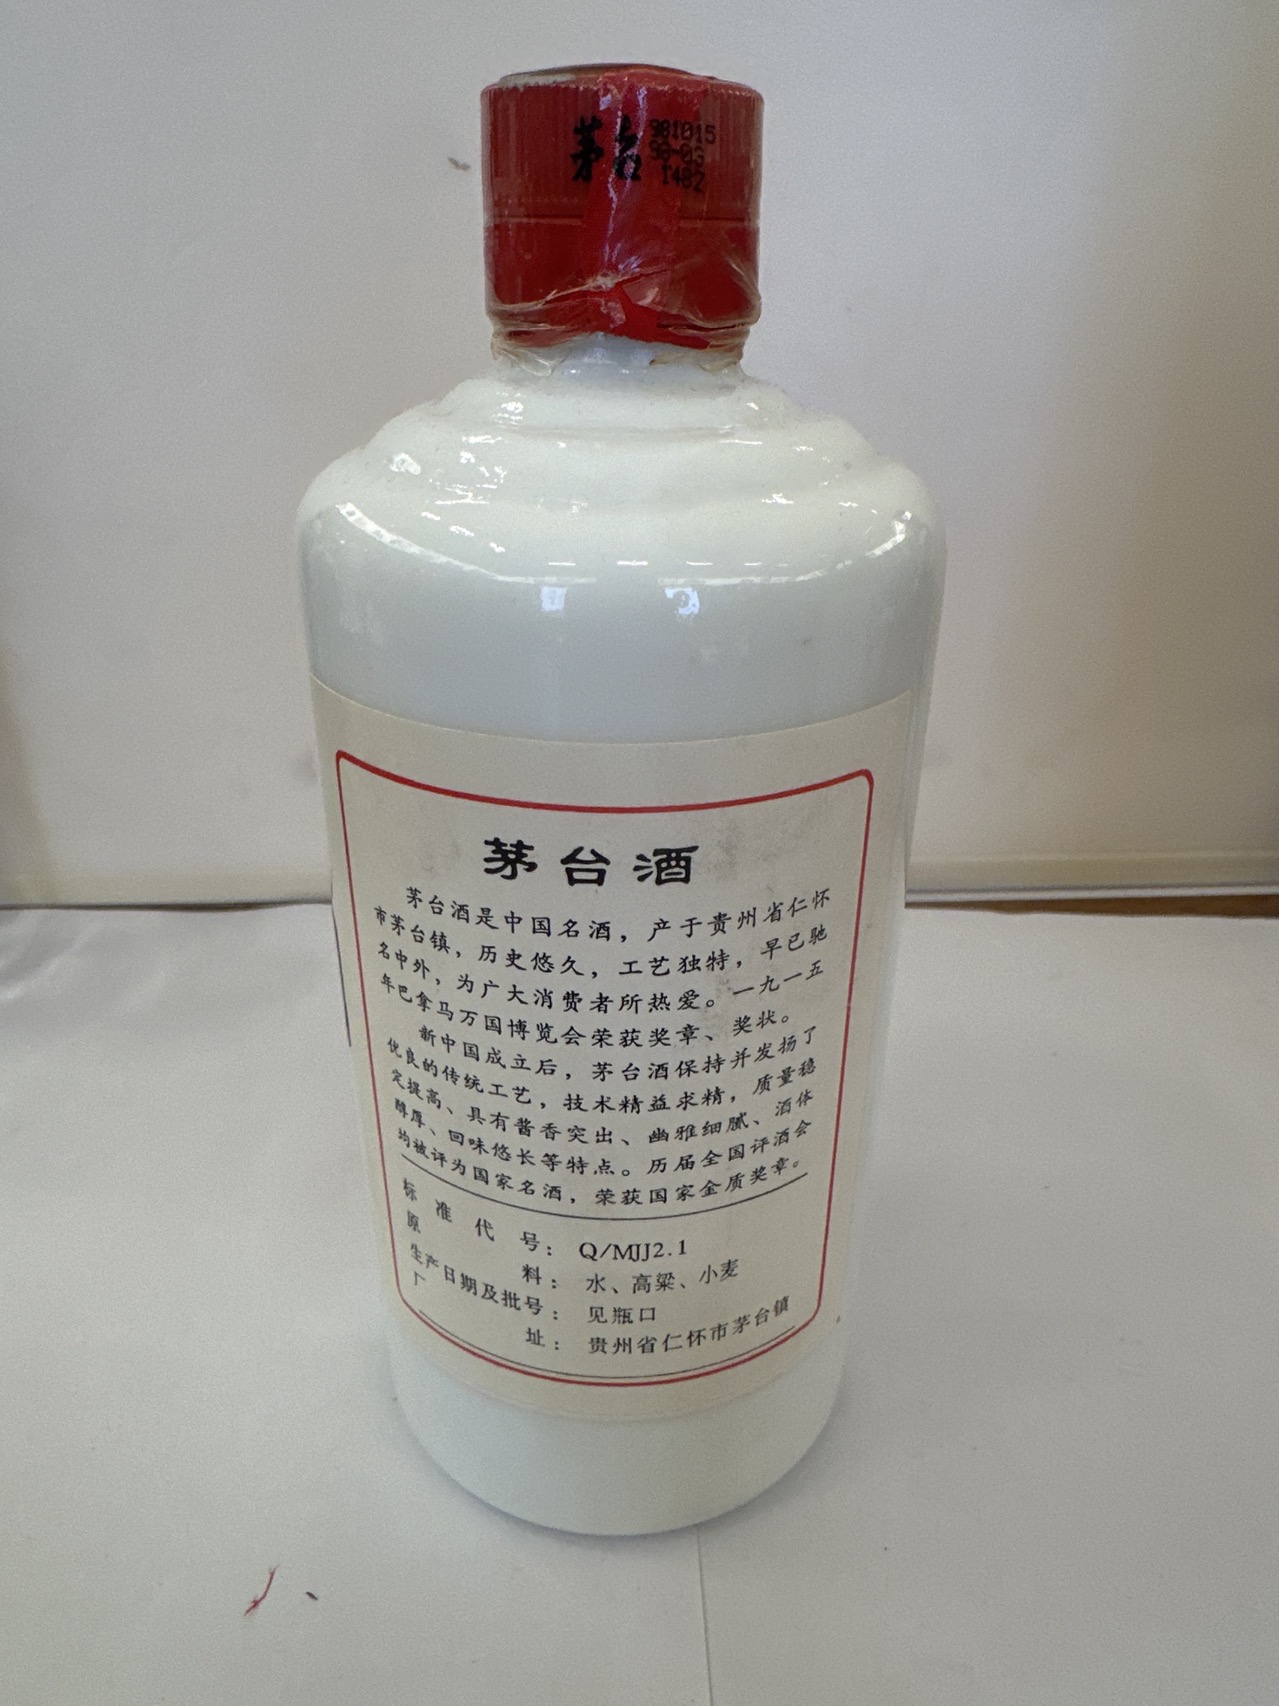 茅台
981015
98-03
1482
茅台酒
茅台酒是中国名酒，产于贵州省仁怀
市茅台镇，历史悠久，工艺独特，早已驰
名中外，为广大消费者所热爱。一九一五
年巴拿马万国博览会荣获奖章、奖状。
新中国成立后，茅台酒保持并发扬了
优良的传统工艺，技术精益求精，质量稳
定提高、具有酱香突出、幽雅细腻、酒体
醇厚、回味悠长等特点。历届全国评酒会
均被评为国家名酒，荣获国家金质奖章。
标准代号：Q/MJJ2.1
原料：水、高粱、小麦
生产日期及批号：见瓶口
厂址：贵州省仁怀市茅台镇